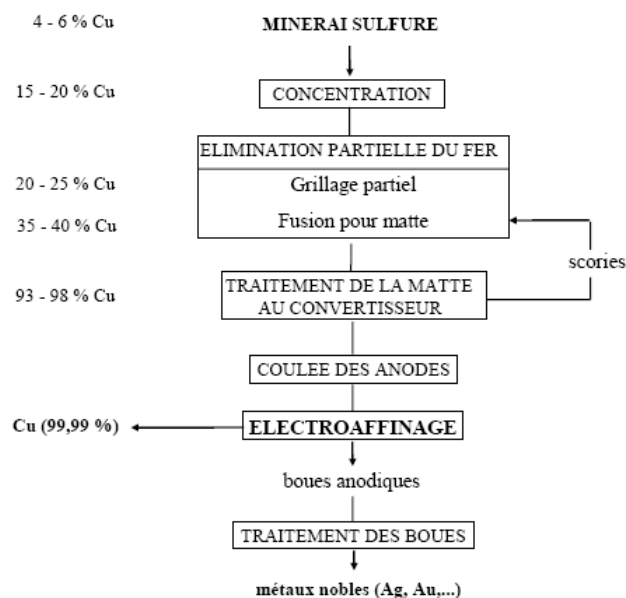 4 - 6 % Cu
MINERAI SULFURE
15 - 20 % Cu
CONCENTRATION
ELIMINATION PARTIELLE DU FER
20 - 25 % Cu
Grillage partiel
35 - 40 % Cu
Fusion pour matte
scories
93 - 98 % Cu
TRAITEMENT DE LA MATTE
AU CONVERTISSEUR
COULEE DES ANODES
Cu (99,99 %)
ELECTROAFFINAGE
boues anodiques
TRAITEMENT DES BOUES
métaux nobles (Ag, Au,...)